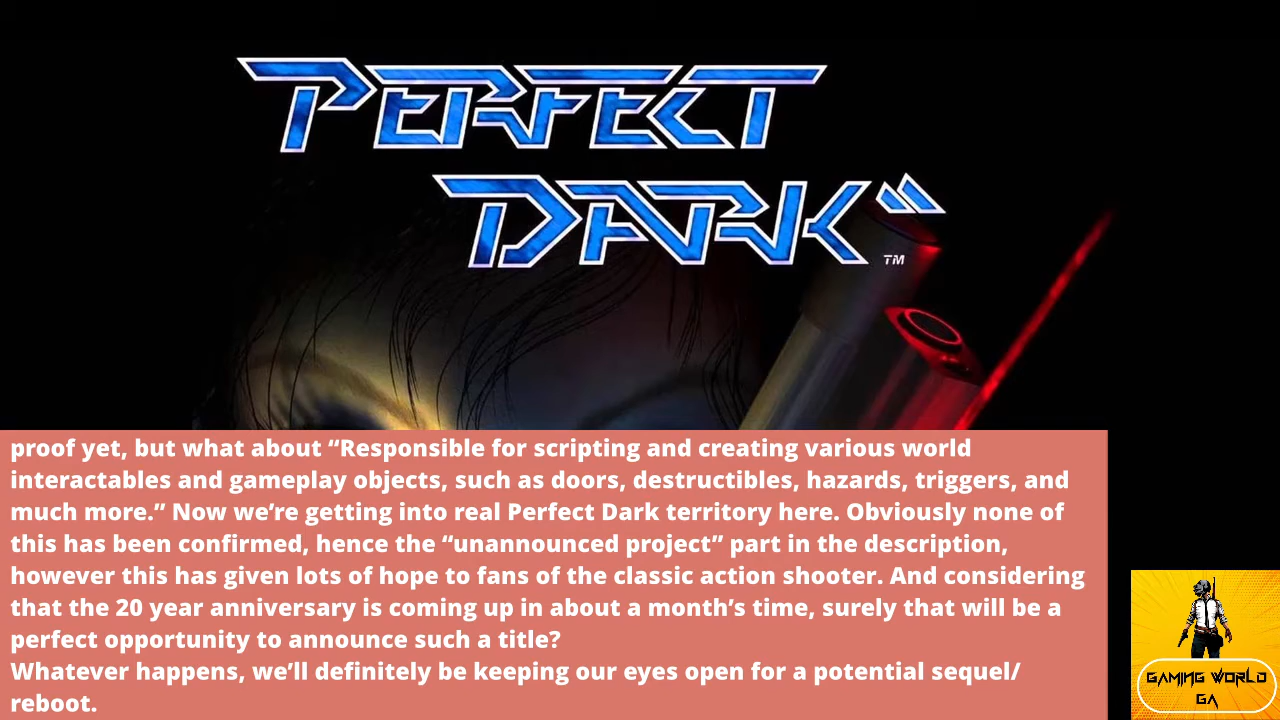 PERFECT
DARK
TM
proof yet, but what about “Responsible for scripting and creating various world
interactables and gameplay objects, such as doors, destructibles, hazards, triggers, and
much more.” Now we’re getting into real Perfect Dark territory here. Obviously none of
this has been confirmed, hence the “unannounced project” part in the description,
however this has given lots of hope to fans of the classic action shooter. And considering
that the 20 year anniversary is coming up in about a month’s time, surely that will be a
perfect opportunity to announce such a title?
Whatever happens, we’ll definitely be keeping our eyes open for a potential sequel/
reboot.
GAMING WORLD
GA